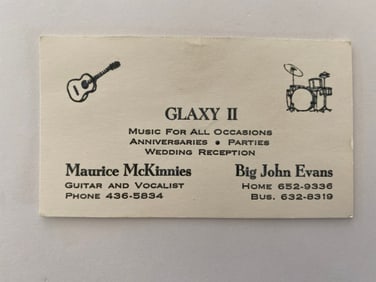 GLAXY II
MUSIC FOR ALL OCCASIONS
ANNIVERSARIES • PARTIES
WEDDING RECEPTION
Maurice McKinnies Big John Evans
GUITAR AND VOCALIST HOME 652-9336
PHONE 436-5834 BUS. 632-8319